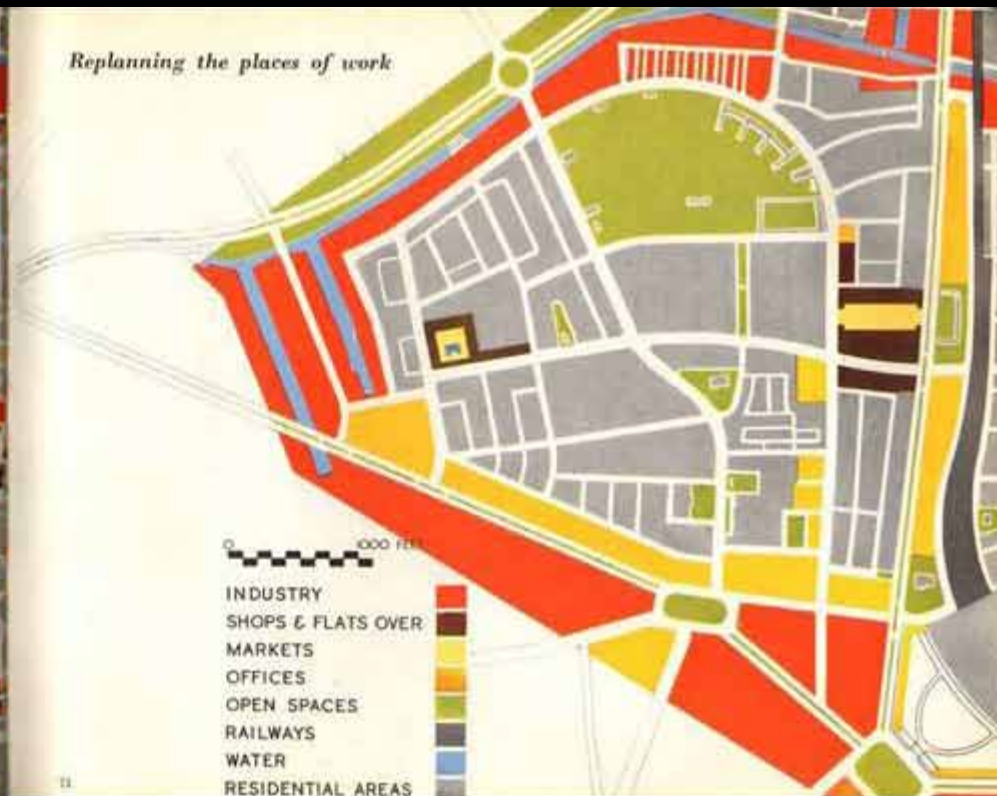 Replanning the places of work
0 1000 FEET
INDUSTRY
SHOPS & FLATS OVER
MARKETS
OFFICES
OPEN SPACES
RAILWAYS
WATER
RESIDENTIAL AREAS